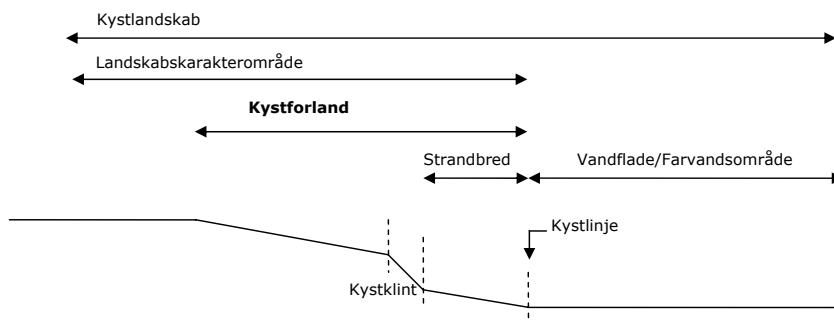 Kystlandskab
Landskabskarakterområde
Kystforland
Strandbred
Vandflade/Farvandsområde
Kystlinje
Kystklint